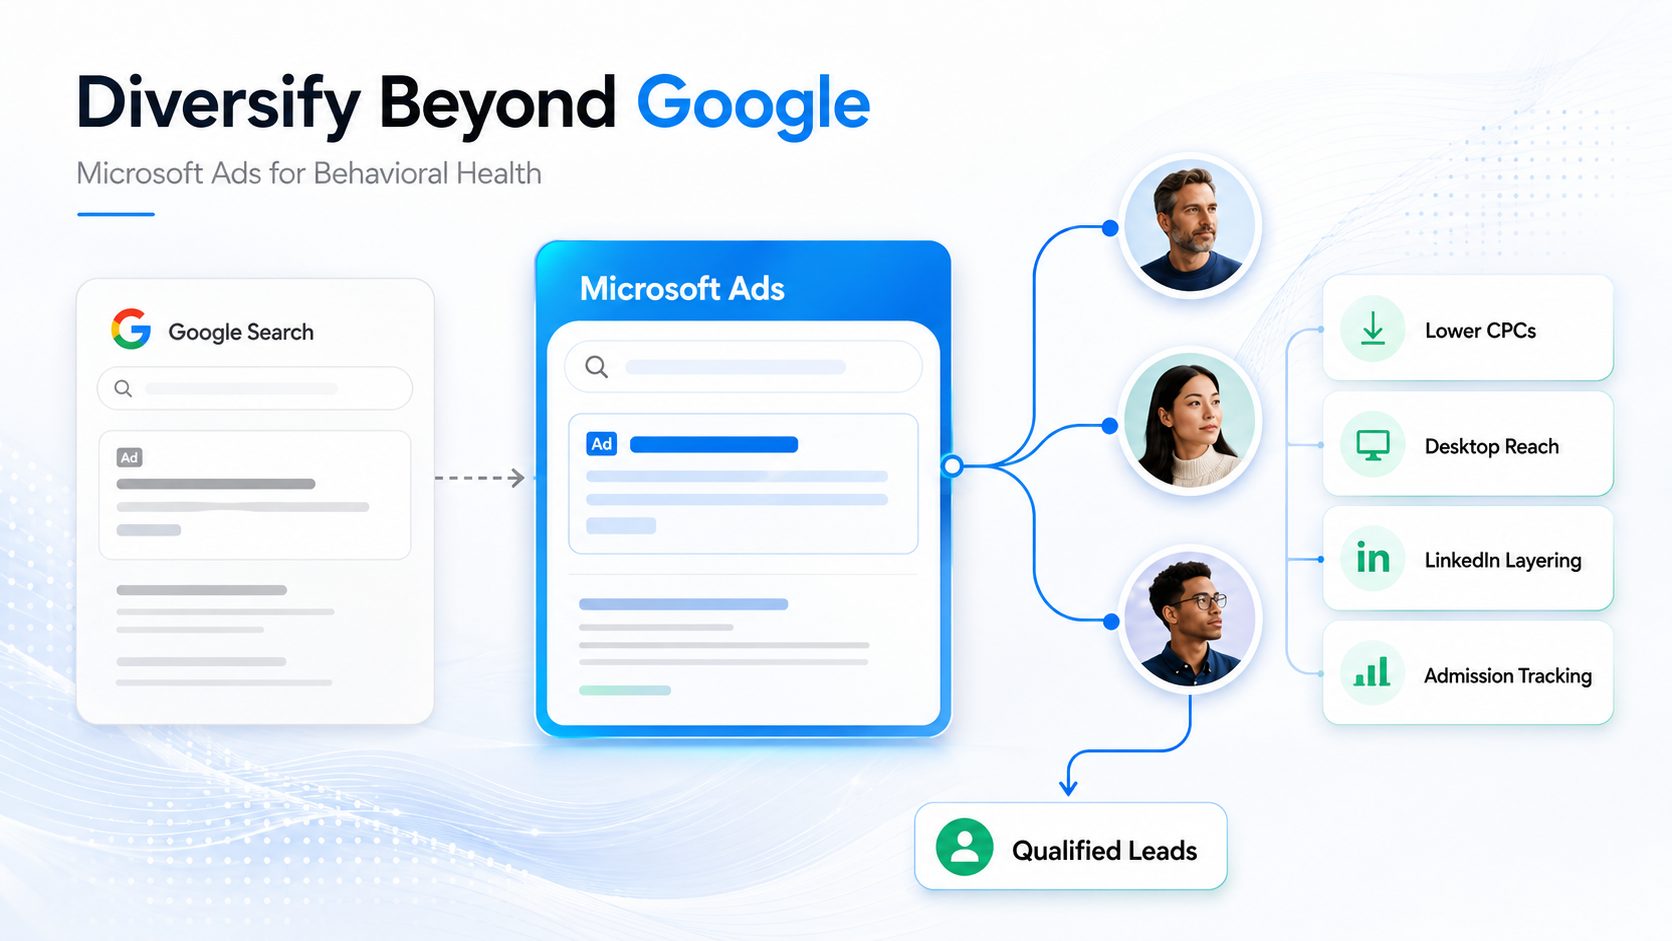 Diversify Beyond Google
Microsoft Ads for Behavioral Health
Google Search
Ad
Microsoft Ads
Ad
Lower CPCs
Desktop Reach
in
LinkedIn Layering
Admission Tracking
Qualified Leads